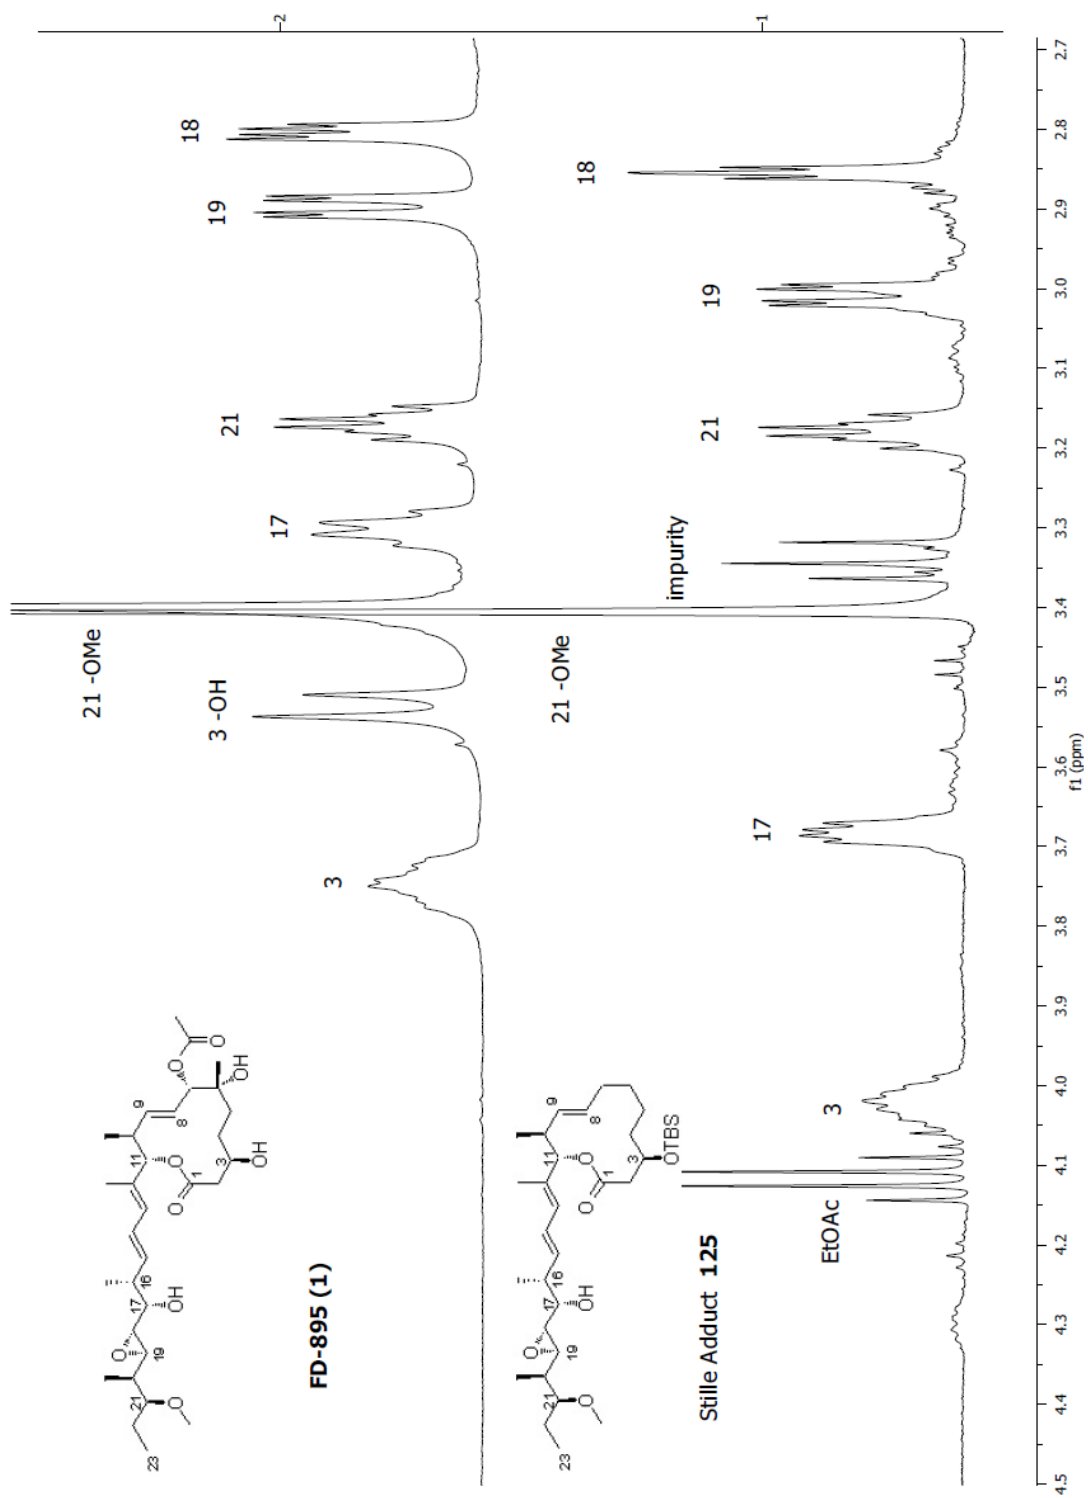 21 -OMe
3 -OH
18
19
21
17
3
2
23
21
O
O
19
17
OH
16
11
O
1
O
9
8
O
O
OH
3
OH
FD-895 (1)
21 -OMe
impurity
18
19
21
17
3
1
EtOAc
23
21
O
O
19
17
OH
16
11
O
1
O
9
8
3
OTBS
Stille Adduct 125
4.5 4.4 4.3 4.2 4.1 4.0 3.9 3.8 3.7 3.6 3.5 3.4 3.3 3.2 3.1 3.0 2.9 2.8 2.7
f1 (ppm)